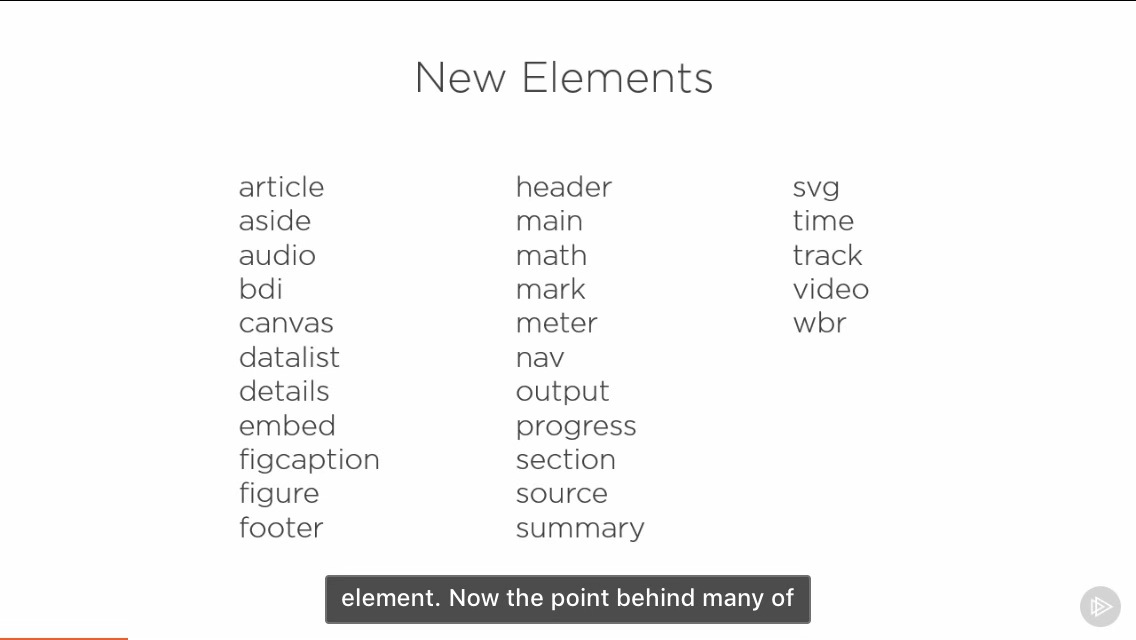 New Elements
article
aside
audio
bdi
canvas
datalist
details
embed
figcaption
figure
footer
header
main
math
mark
meter
nav
output
progress
section
source
summary
svg
time
track
video
wbr
element. Now the point behind many of